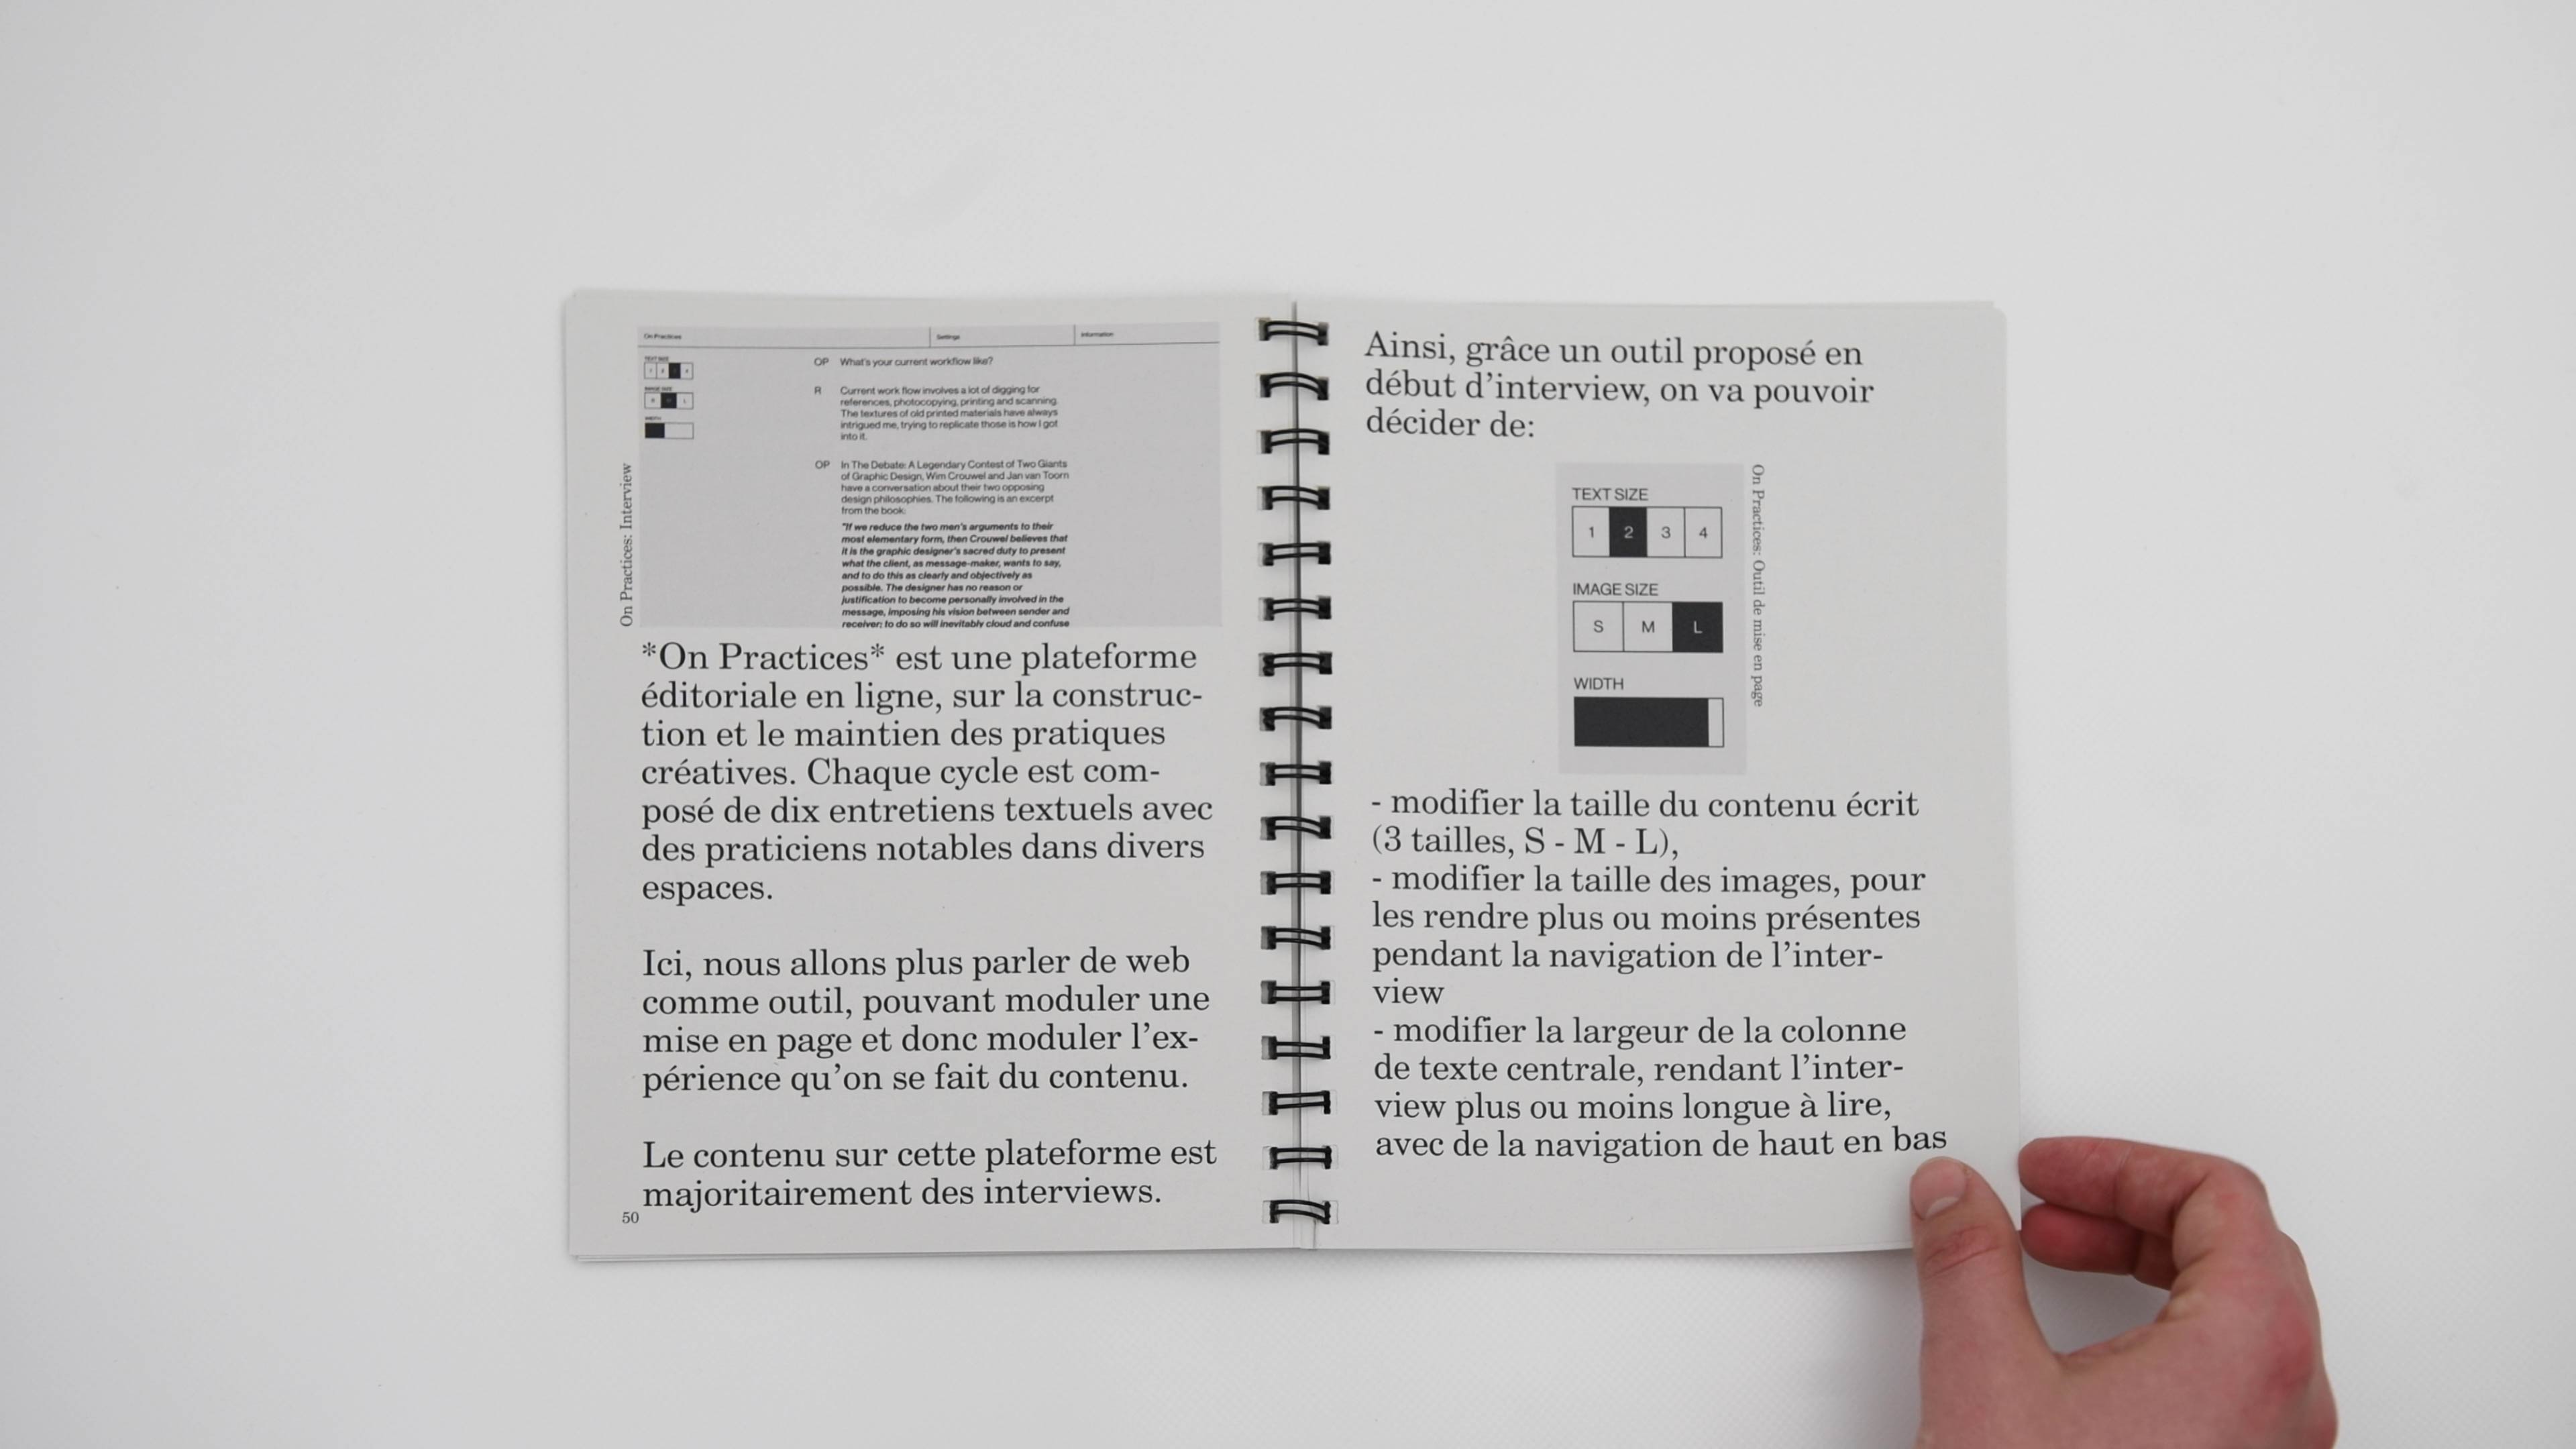 On Practices
Settings
Information
TEXT SIZE
IMAGE SIZE
WIDTH
OP What's your current workflow like?
R Current work flow involves a lot of digging for
references, photocopying, printing and scanning.
The textures of old printed materials have always
intrigued me, trying to replicate those is how I got
into it.
OP In The Debate: A Legendary Contest of Two Giants
of Graphic Design, Wim Crouwel and Jan van Toorn
have a conversation about their two opposing
design philosophies. The following is an excerpt
from the book:
"If we reduce the two men's arguments to their
most elementary form, then Crouwel believes that
it is the graphic designer's sacred duty to present
what the client, as message-maker, wants to say,
and to do this as clearly and objectively as
possible. The designer has no reason or
justification to become personally involved in the
message, imposing his vision between sender and
receiver; to do so will inevitably cloud and confuse
On Practices: Interview
*On Practices* est une plateforme
éditoriale en ligne, sur la construc-
tion et le maintien des pratiques
créatives. Chaque cycle est com-
posé de dix entretiens textuels avec
des praticiens notables dans divers
espaces.
Ici, nous allons plus parler de web
comme outil, pouvant moduler une
mise en page et donc moduler l'ex-
périence qu'on se fait du contenu.
Le contenu sur cette plateforme est
majoritairement des interviews.
50
Ainsi, grâce un outil proposé en
début d'interview, on va pouvoir
décider de:
TEXT SIZE
1 2 3 4
IMAGE SIZE
S M L
WIDTH
On Practices: Outil de mise en page
- modifier la taille du contenu écrit
(3 tailles, S - M - L),
- modifier la taille des images, pour
les rendre plus ou moins présentes
pendant la navigation de l'inter-
view
- modifier la largeur de la colonne
de texte centrale, rendant l'inter-
view plus ou moins longue à lire,
avec de la navigation de haut en bas